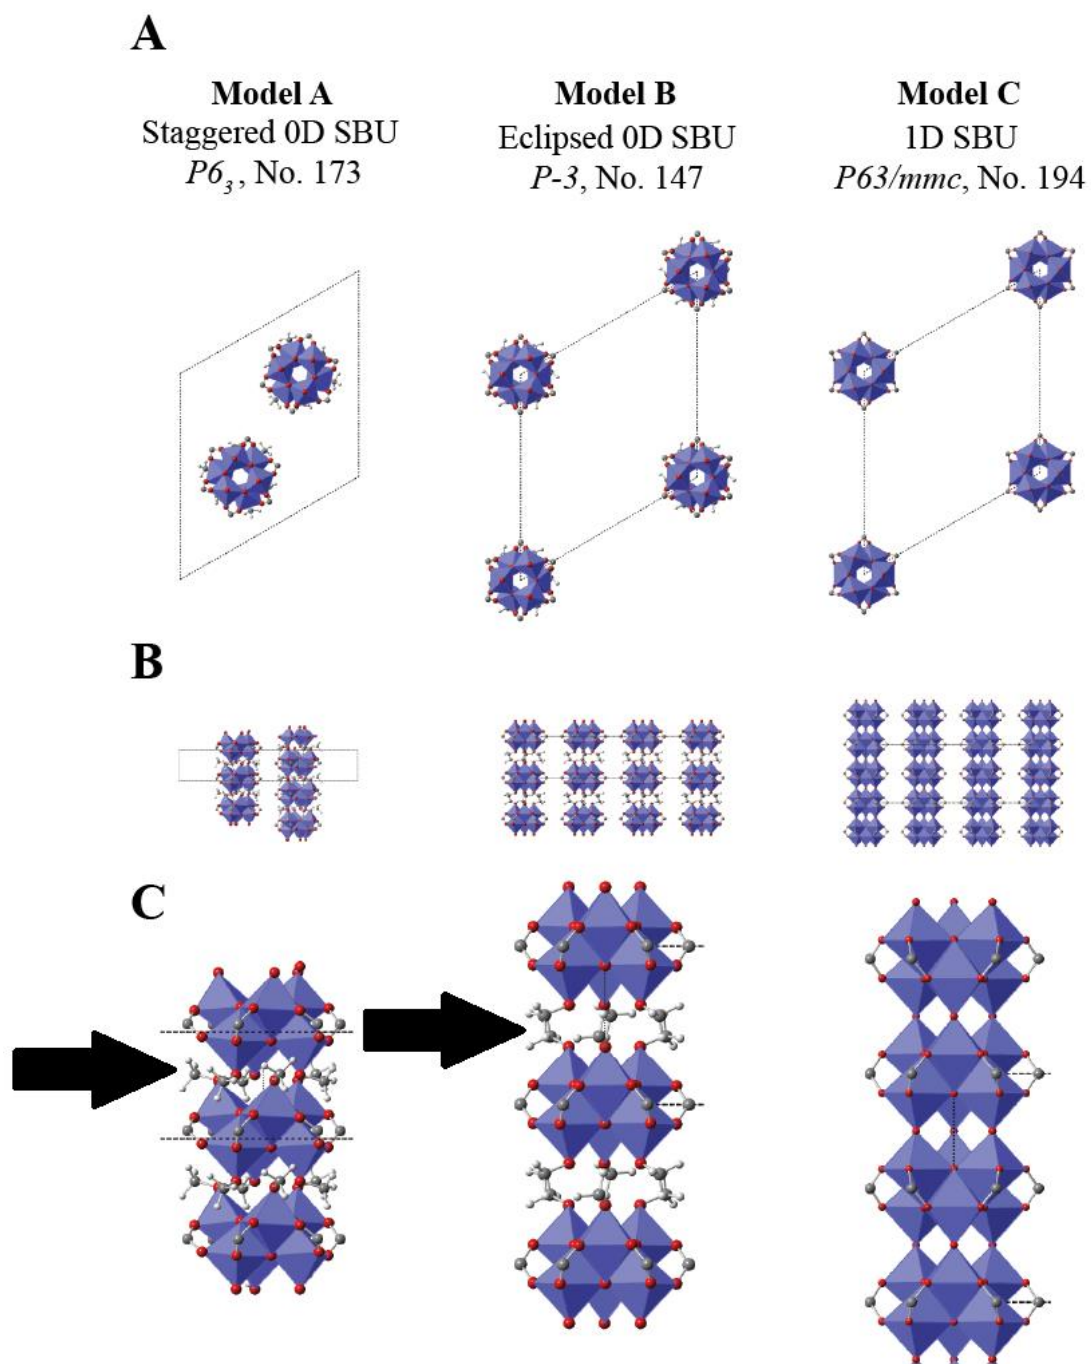 A
Model A
Staggered 0D SBU
P6₃, No. 173
Model B
Eclipsed 0D SBU
P-3, No. 147
Model C
1D SBU
P63/mmc, No. 194
B
C